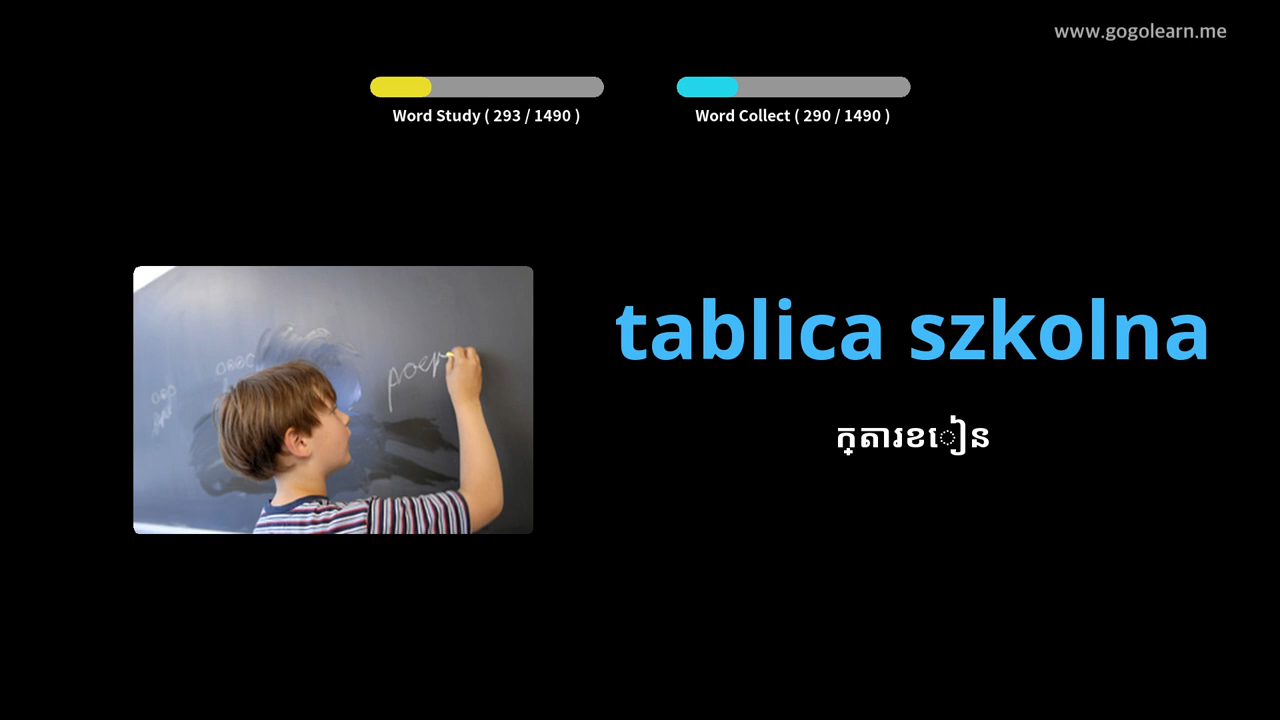 www.gogolearn.me
Word Study ( 293 / 1490 )
Word Collect ( 290 / 1490 )
tablica szkolna
ក្តារខៀន